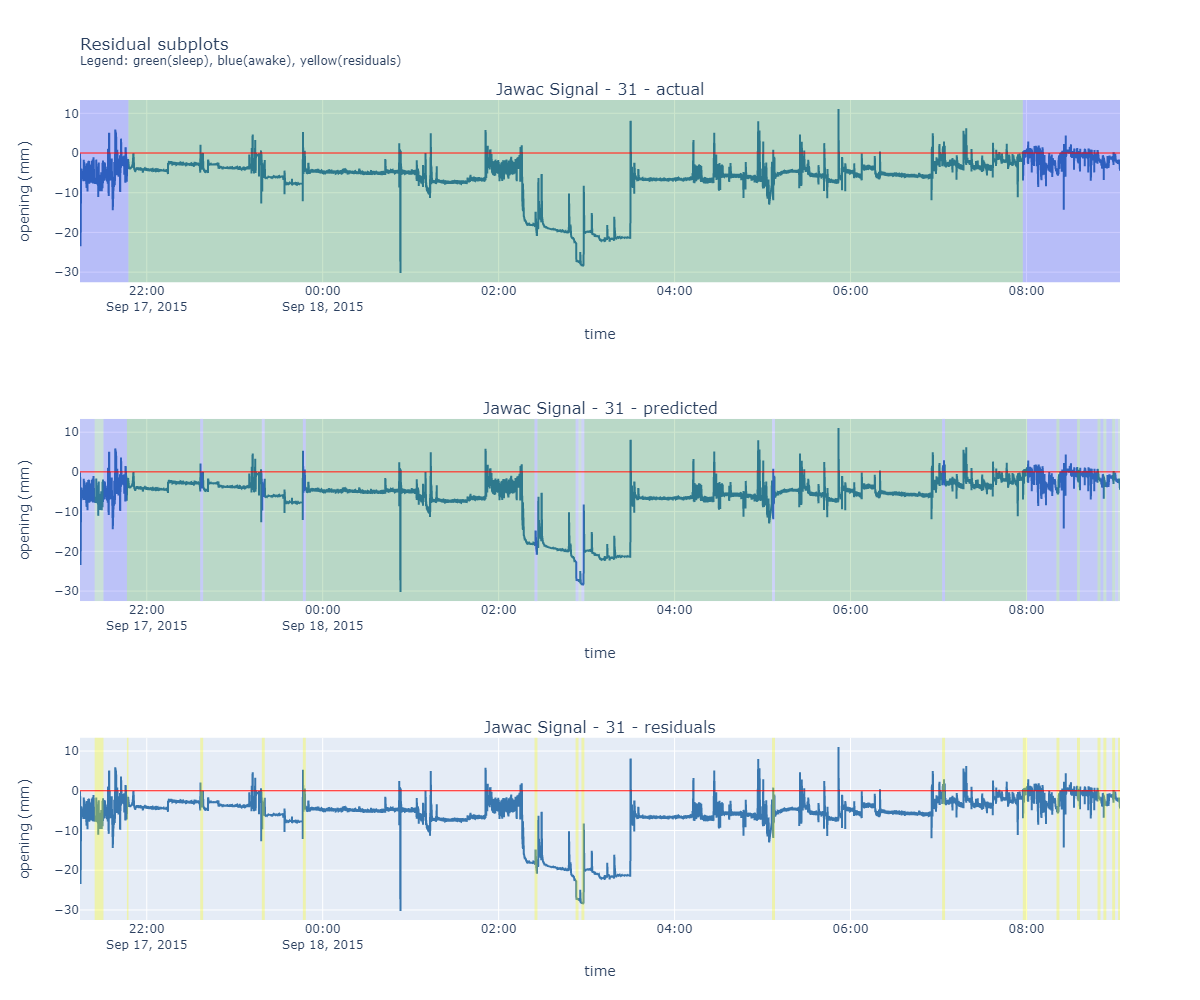 Residual subplots
Legend: green(sleep), blue(awake), yellow(residuals)
Jawac Signal - 31 - actual
10
0
−10
−20
−30
opening (mm)
22:00
Sep 17, 2015
00:00
Sep 18, 2015
02:00
04:00
06:00
08:00
time
Jawac Signal - 31 - predicted
10
0
−10
−20
−30
opening (mm)
22:00
Sep 17, 2015
00:00
Sep 18, 2015
02:00
04:00
06:00
08:00
time
Jawac Signal - 31 - residuals
10
0
−10
−20
−30
opening (mm)
22:00
Sep 17, 2015
00:00
Sep 18, 2015
02:00
04:00
06:00
08:00
time